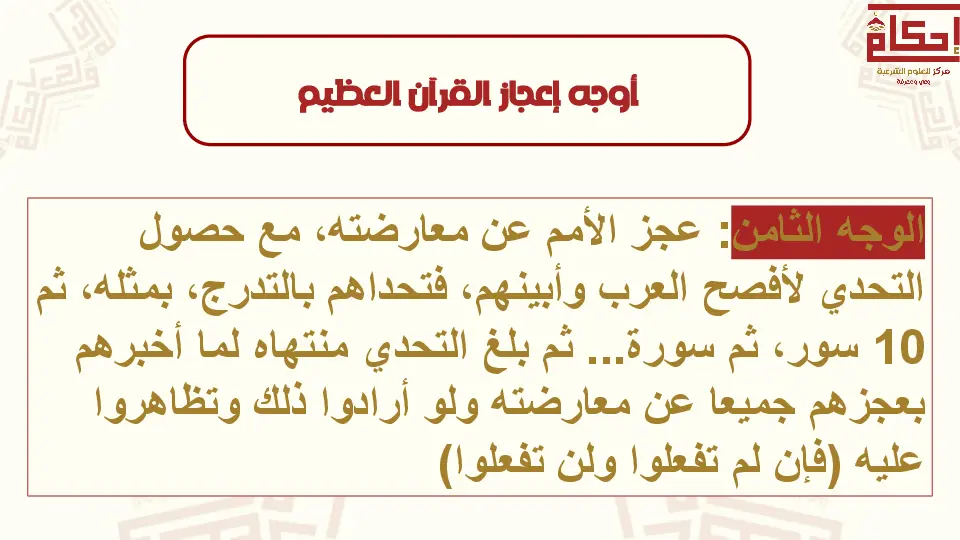 إحكام
مركز للعلوم الشرعية
وعي ومعرفة
أوجه إعجاز القرآن العظيم
الوجه الثامن: عجز الأمم عن معارضته، مع حصول
التحدي لأفصح العرب وأبينهم، فتحداهم بالتدرج، بمثله، ثم
10 سور، ثم سورة... ثم بلغ التحدي منتهاه لما أخبرهم
بعجزهم جميعا عن معارضته ولو أرادوا ذلك وتظاهروا
عليه (فإن لم تفعلوا ولن تفعلوا)